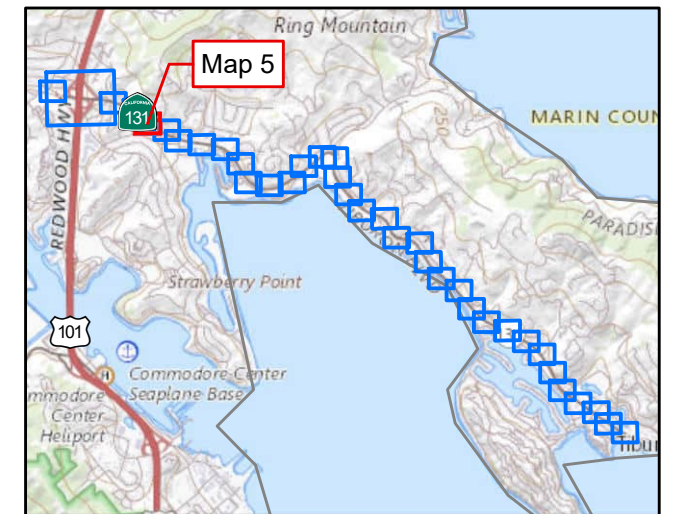 Ring Mountain
Map 5
CALIFORNIA
131
MARIN COUN
250
REDWOOD HWY
PARADIS
Strawberry Point
101
Commodore Center
Seaplane Base
H
mmodore
Center
Heliport
Tibur